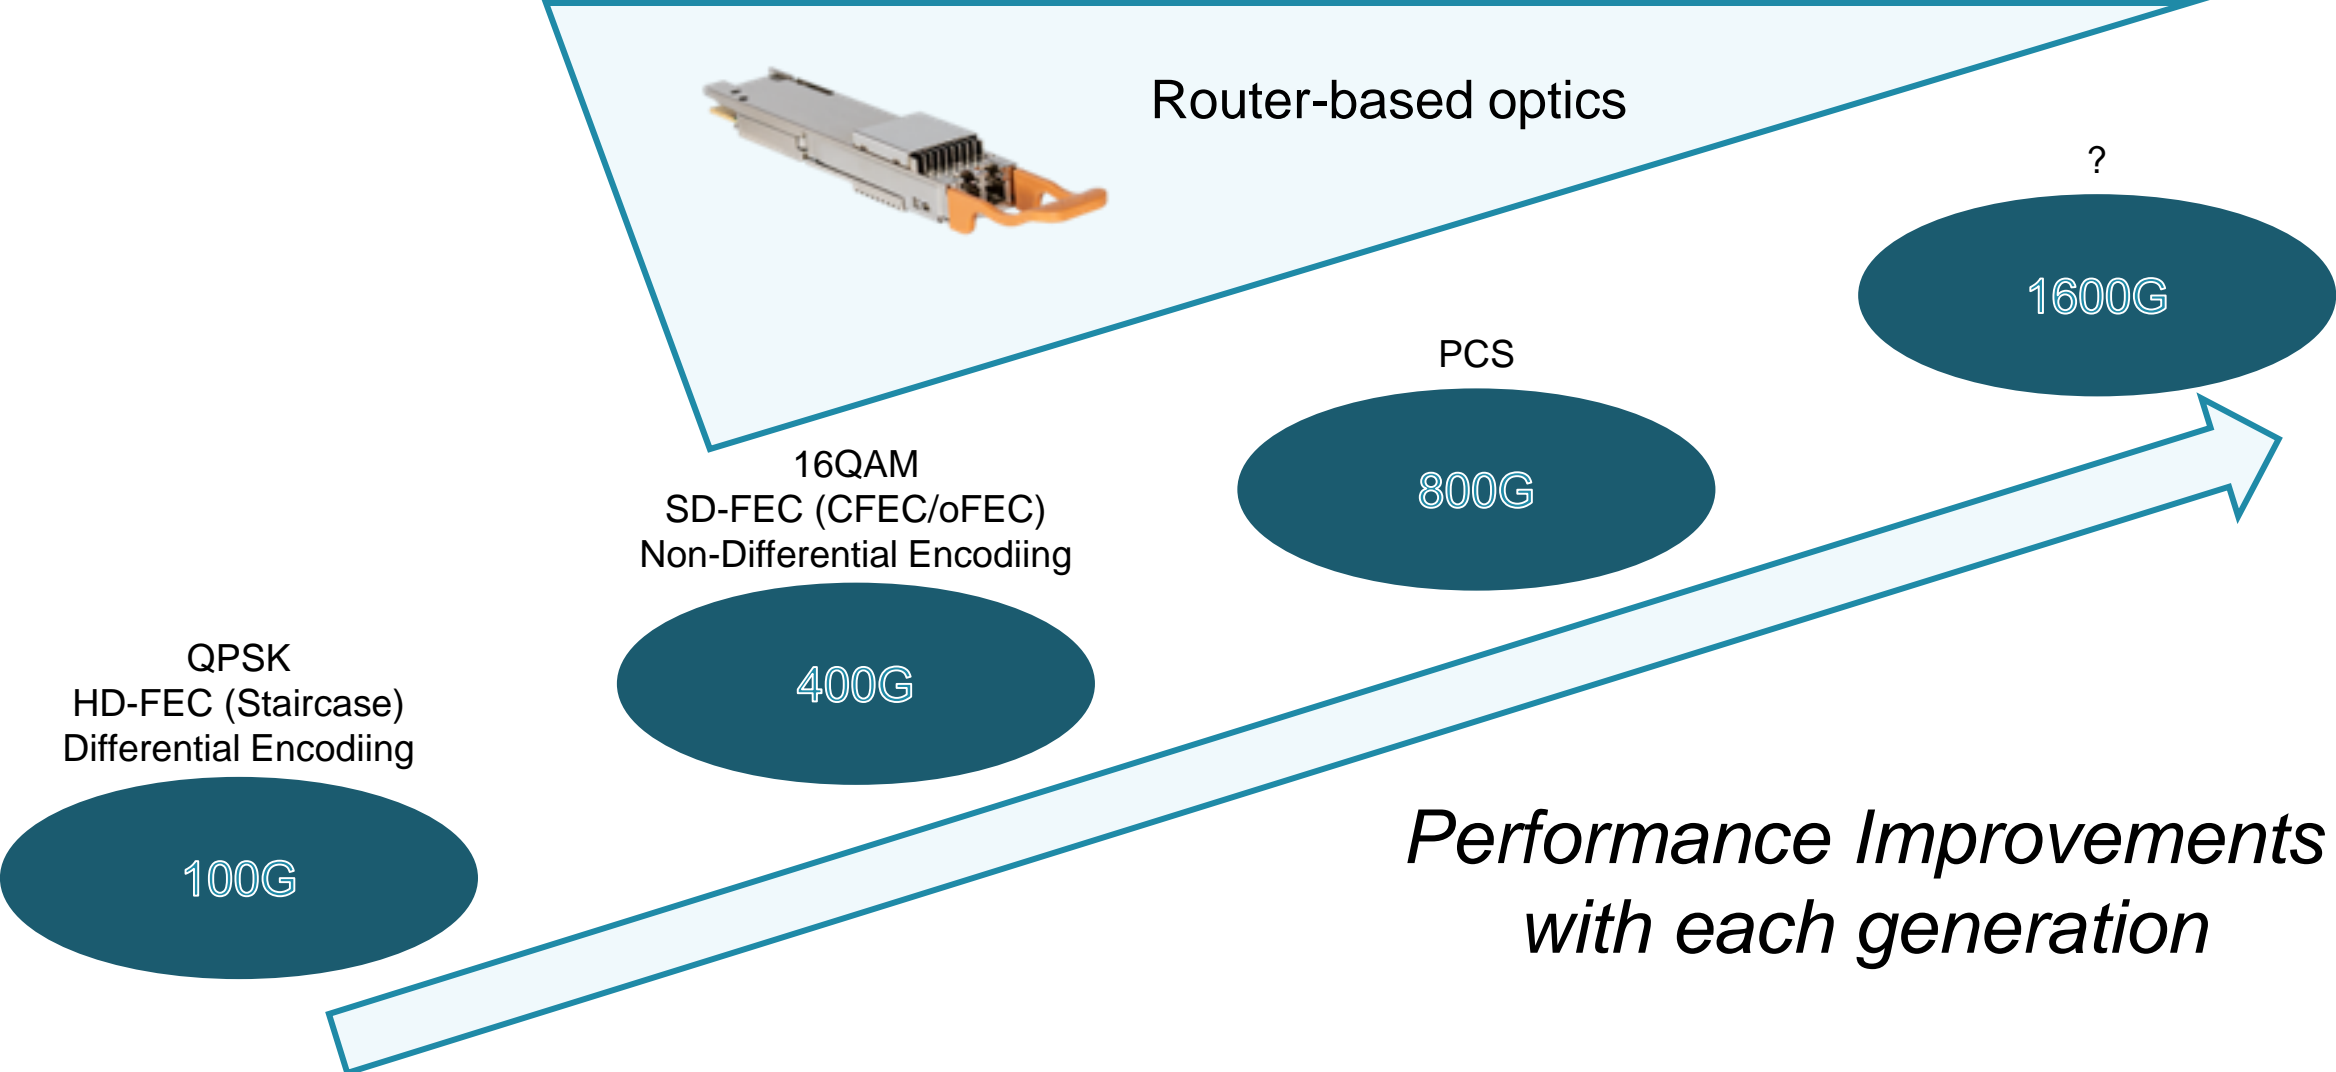 Router-based optics
?
1600G
PCS
800G
16QAM
SD-FEC (CFEC/oFEC)
Non-Differential Encodiing
400G
QPSK
HD-FEC (Staircase)
Differential Encodiing
100G
Performance Improvements
with each generation